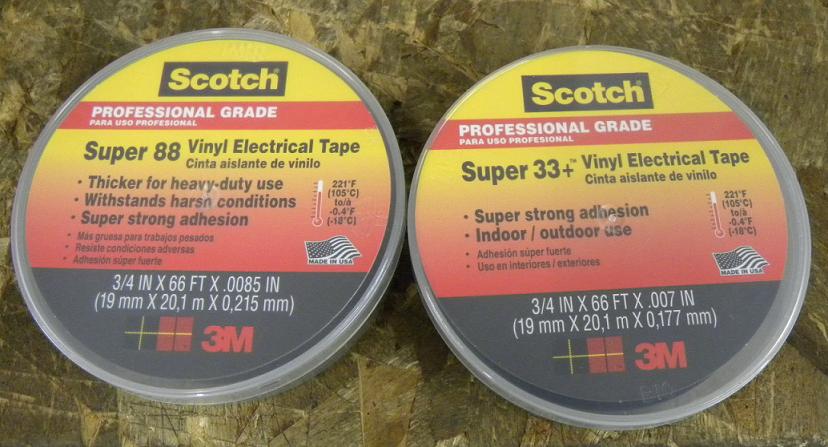 Scotch
PROFESSIONAL GRADE
PARA USO PROFESIONAL
Super 88 Vinyl Electrical Tape
Cinta aislante de vinilo
• Thicker for heavy-duty use
• Withstands harsh conditions
• Super strong adhesion
• Más gruesa para trabajos pesados
• Resiste condiciones adversas
• Adhesión súper fuerte
221°F
(105°C)
to/à
-0.4°F
(-18°C)
MADE IN USA
3/4 IN X 66 FT X .0085 IN
(19 mm X 20,1 m X 0,215 mm)
3M
Scotch
PROFESSIONAL GRADE
PARA USO PROFESIONAL
Super 33+™ Vinyl Electrical Tape
Cinta aislante de vinilo
• Super strong adhesion
• Indoor / outdoor use
• Adhesión súper fuerte
• Uso en interiores / exteriores
221°F
(105°C)
to/à
-0.4°F
(-18°C)
MADE IN USA
3/4 IN X 66 FT X .007 IN
(19 mm X 20,1 m X 0,177 mm)
3M